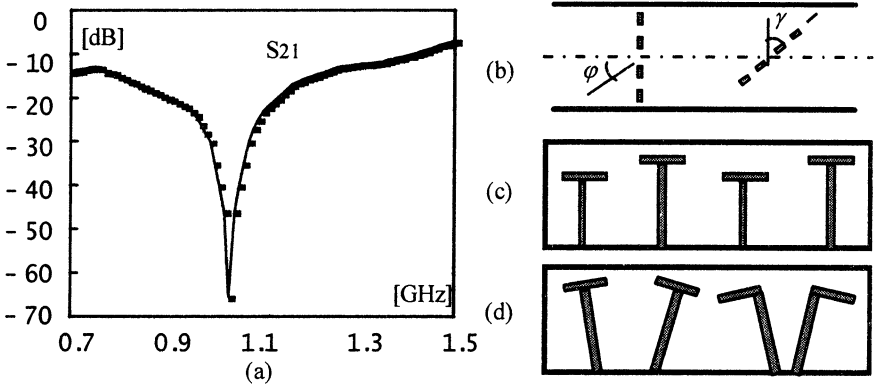 0
[dB]
S21
- 10
- 20
- 30
- 40
- 50
- 60
- 70
[GHz]
0.7 0.9 1.1 1.3 1.5
(a)
γ
φ
(b)
(c)
(d)